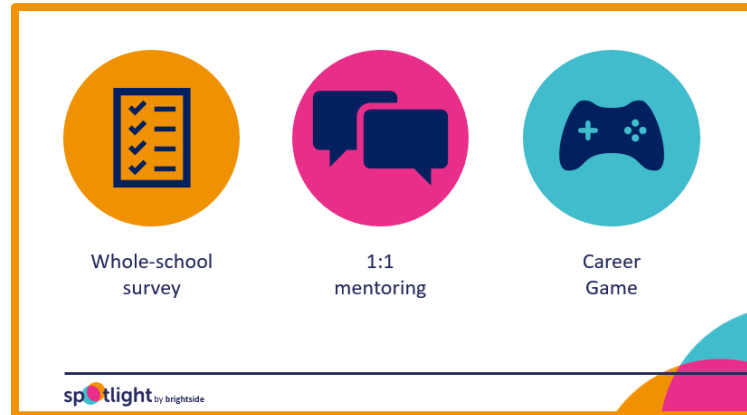 Whole-school
survey
1:1
mentoring
Career
Game
spotlight by brightside